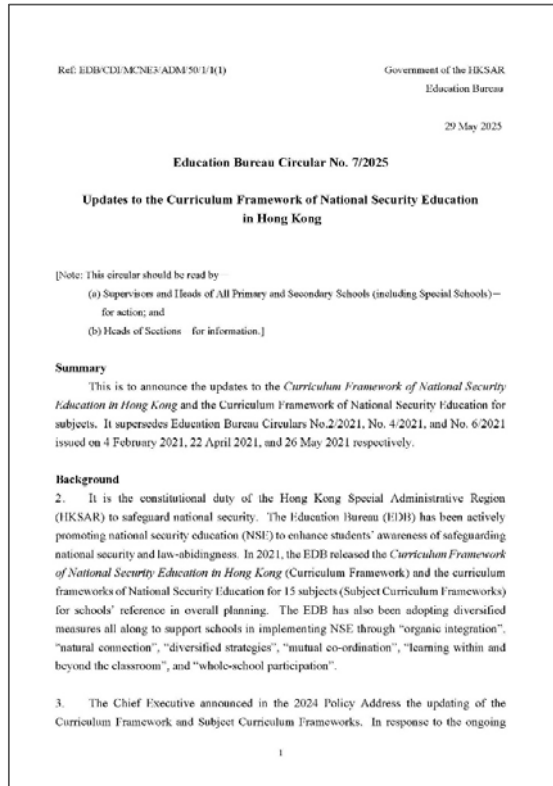 Ref: EDB/CDI/MCNE3/ADM/50/1/1(1)
Government of the HKSAR
Education Bureau
29 May 2025
Education Bureau Circular No. 7/2025
Updates to the Curriculum Framework of National Security Education
in Hong Kong
[Note: This circular should be read by –
(a) Supervisors and Heads of All Primary and Secondary Schools (including Special Schools) –
for action; and
(b) Heads of Sections – for information.]
Summary
This is to announce the updates to the Curriculum Framework of National Security
Education in Hong Kong and the Curriculum Framework of National Security Education for
subjects. It supersedes Education Bureau Circulars No.2/2021, No. 4/2021, and No. 6/2021
issued on 4 February 2021, 22 April 2021, and 26 May 2021 respectively.
Background
2. It is the constitutional duty of the Hong Kong Special Administrative Region
(HKSAR) to safeguard national security. The Education Bureau (EDB) has been actively
promoting national security education (NSE) to enhance students' awareness of safeguarding
national security and law-abidingness. In 2021, the EDB released the Curriculum Framework
of National Security Education in Hong Kong (Curriculum Framework) and the curriculum
frameworks of National Security Education for 15 subjects (Subject Curriculum Frameworks)
for schools' reference in overall planning. The EDB has also been adopting diversified
measures all along to support schools in implementing NSE through "organic integration",
"natural connection", "diversified strategies", "mutual co-ordination", "learning within and
beyond the classroom", and "whole-school participation".
3. The Chief Executive announced in the 2024 Policy Address the updating of the
Curriculum Framework and Subject Curriculum Frameworks. In response to the ongoing
1